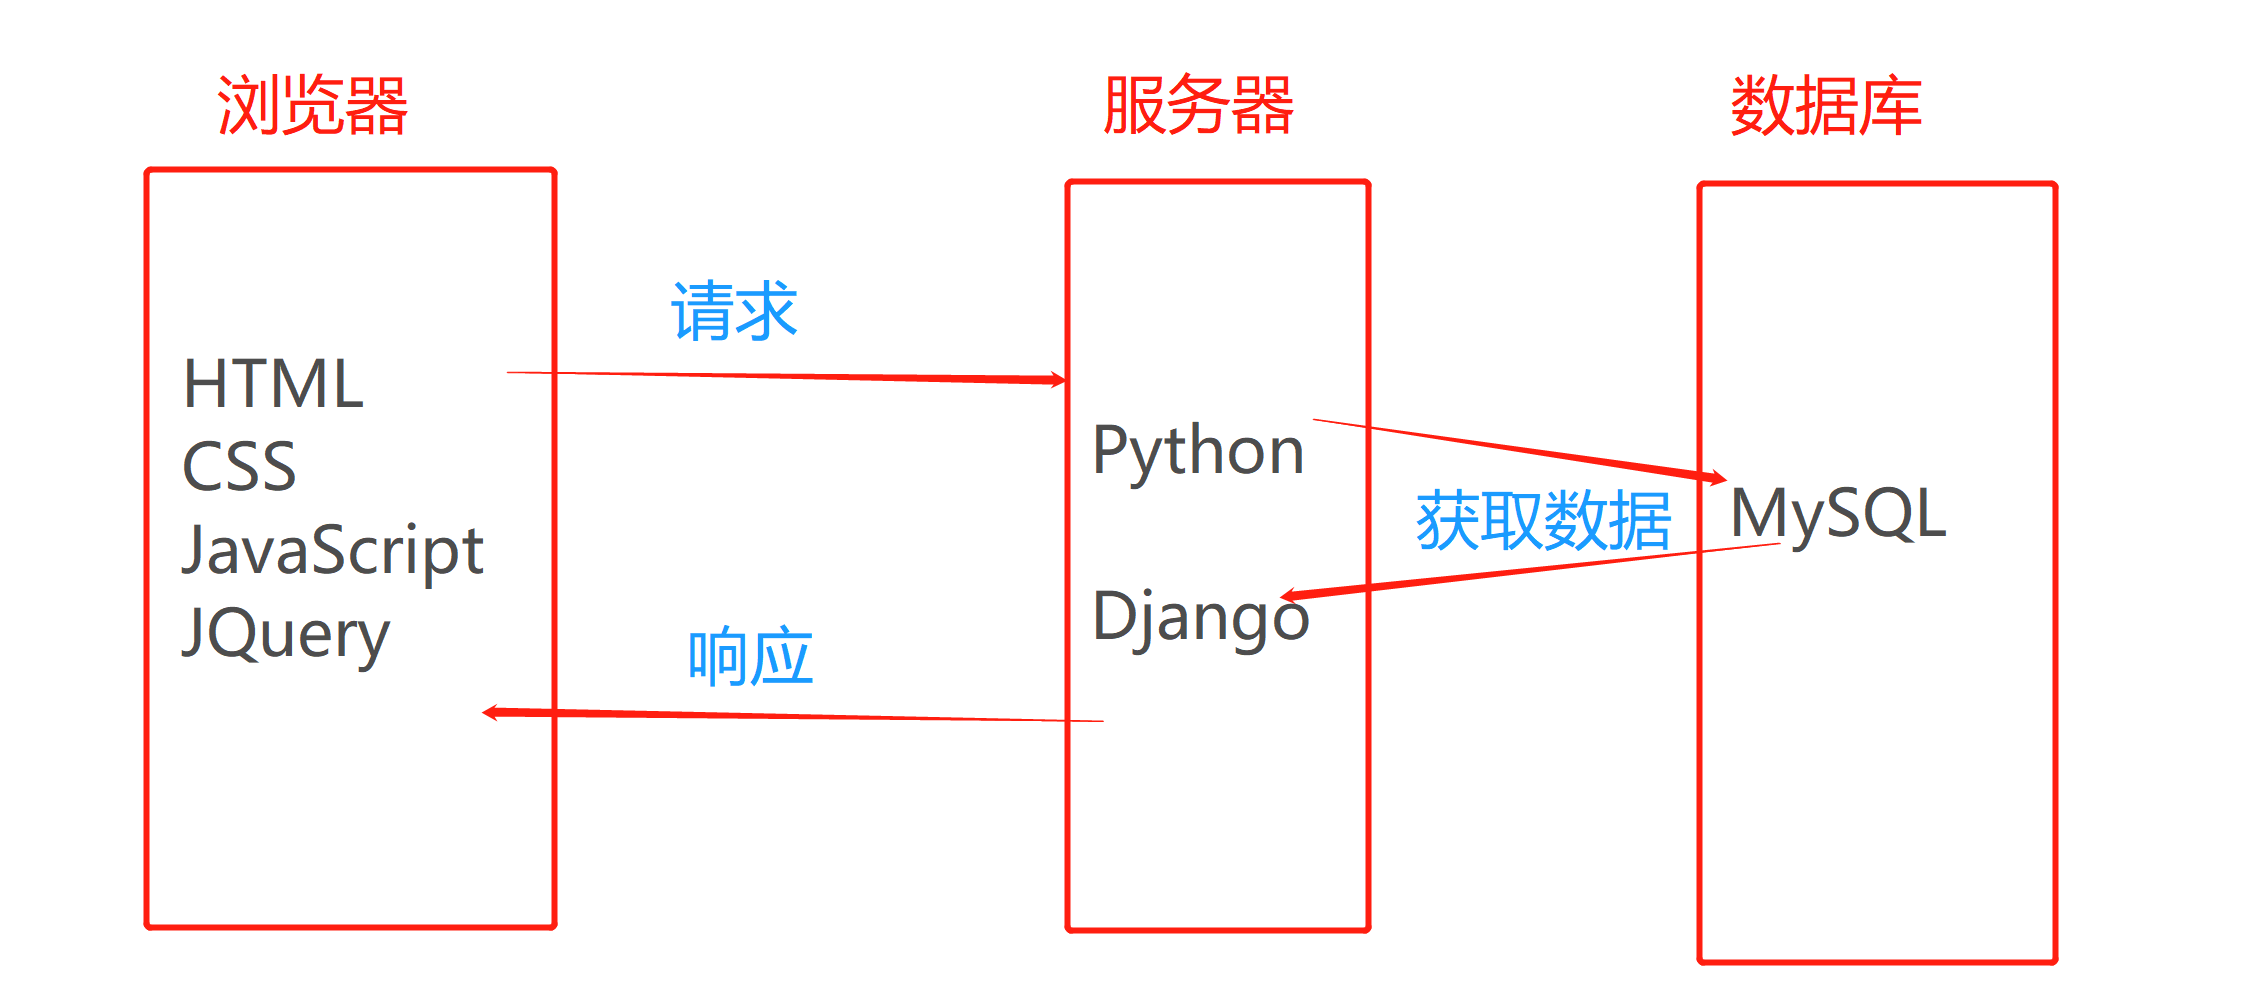 浏览器
服务器
数据库
HTML
CSS
JavaScript
JQuery
请求
响应
Python
Django
获取数据
MySQL